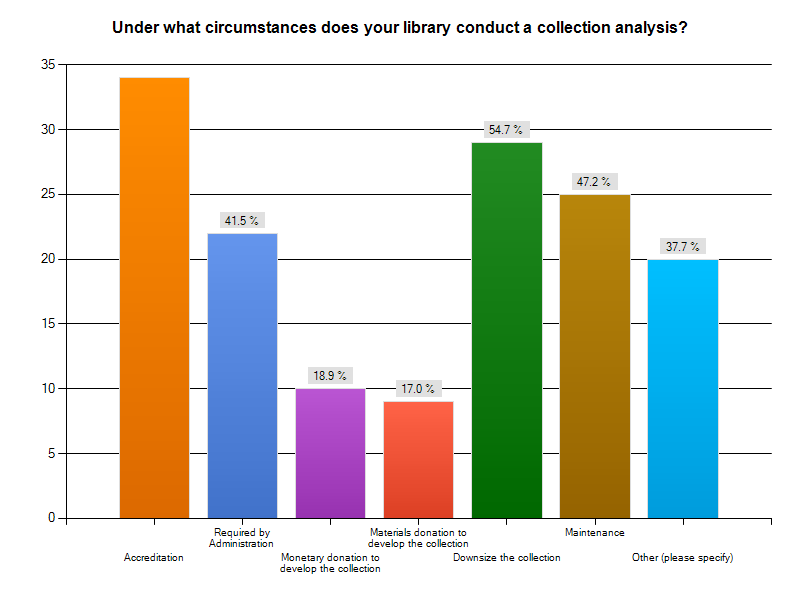 Under what circumstances does your library conduct a collection analysis?
35
30
25
20
15
10
5
0
41.5 %
18.9 %
17.0 %
54.7 %
47.2 %
37.7 %
Accreditation
Required by
Administration
Monetary donation to
develop the collection
Materials donation to
develop the collection
Downsize the collection
Maintenance
Other (please specify)